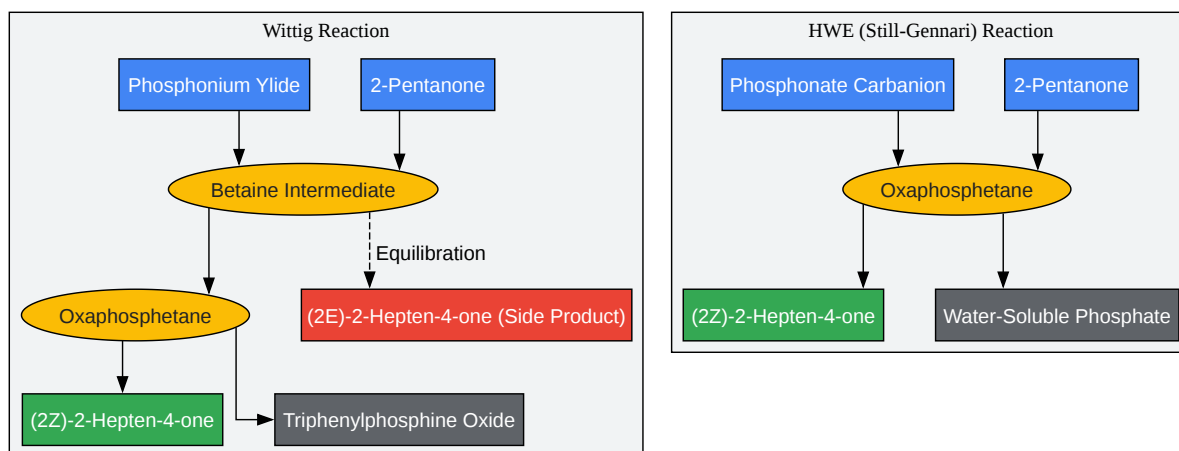 Wittig Reaction
Phosphonium Ylide
2-Pentanone
Betaine Intermediate
Equilibration
Oxaphosphetane
(2E)-2-Hepten-4-one (Side Product)
(2Z)-2-Hepten-4-one
Triphenylphosphine Oxide
HWE (Still-Gennari) Reaction
Phosphonate Carbanion
2-Pentanone
Oxaphosphetane
(2Z)-2-Hepten-4-one
Water-Soluble Phosphate